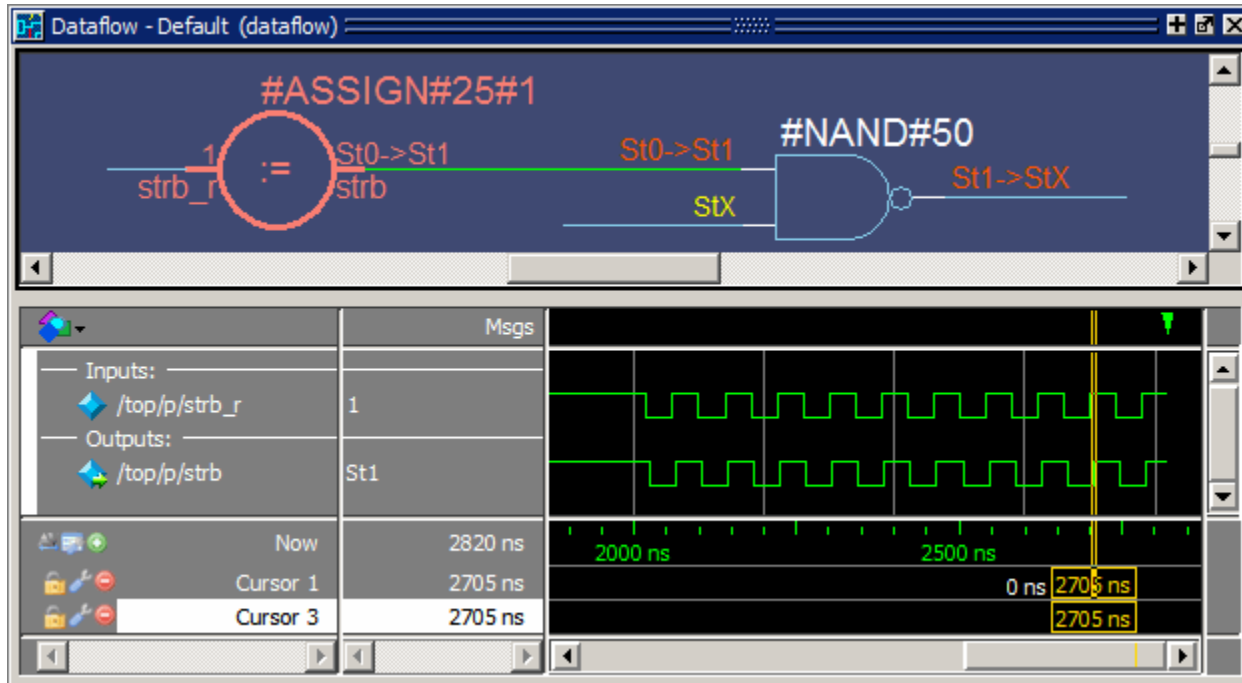 Dataflow - Default (dataflow)
#ASSIGN#25#1
#NAND#50
1 St0->St1 St0->St1
St1->StX
strb_r := strb
StX
Msgs
Inputs:
/top/p/strb_r 1
Outputs:
/top/p/strb St1
Now 2820 ns 2000 ns 2500 ns
Cursor 1 2705 ns 0 ns 2705 ns
Cursor 3 2705 ns 2705 ns